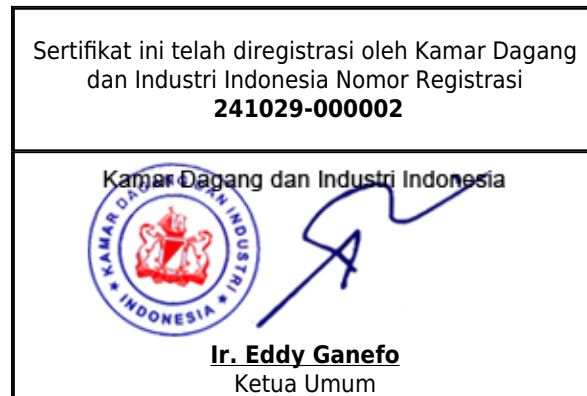 Sertifikat ini telah diregistrasi oleh Kamar Dagang
dan Industri Indonesia Nomor Registrasi
241029-000002
Kamar Dagang dan Industri Indonesia
KAMAR DAGANG DAN INDUSTRI
INDONESIA
Ir. Eddy Ganefo
Ketua Umum